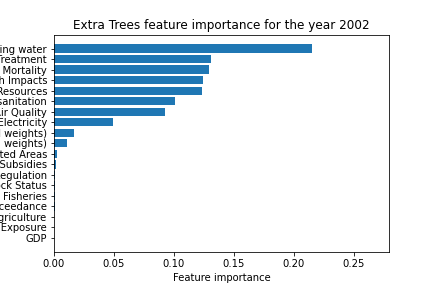 Extra Trees feature importance for the year 2002
ing water
Treatment
Mortality
h Impacts
Resources
sanitation
ir Quality
Electricity
weights)
weights)
ted Areas
Subsidies
egulation
ck Status
Fisheries
ceedance
griculture
Exposure
GDP
0.00 0.05 0.10 0.15 0.20 0.25
Feature importance